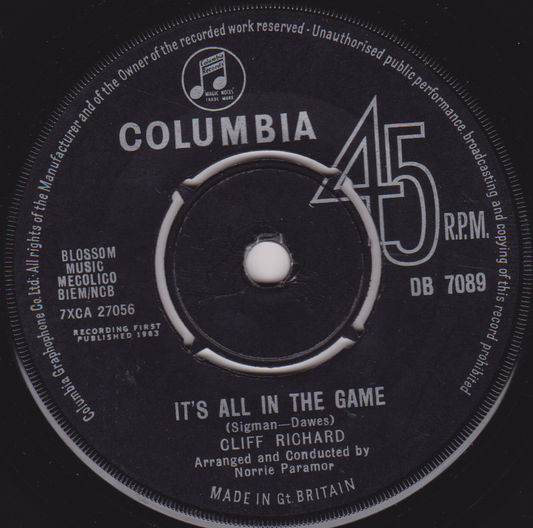 Columbia Graphophone Co. Ltd: All rights of the Manufacturer and of the Owner of the recorded work reserved · Unauthorised public performance, broadcasting and copying of this record prohibited
Columbia
Records
MAGIC NOTES
TRADE MARK
COLUMBIA
45
R.P.M.
BLOSSOM
MUSIC
MECOLICO
BIEM/NCB
7XCA 27056
RECORDING FIRST
PUBLISHED 1963
DB 7089
IT'S ALL IN THE GAME
(Sigman—Dawes)
CLIFF RICHARD
Arranged and Conducted by
Norrie Paramor
MADE IN Gt. BRITAIN